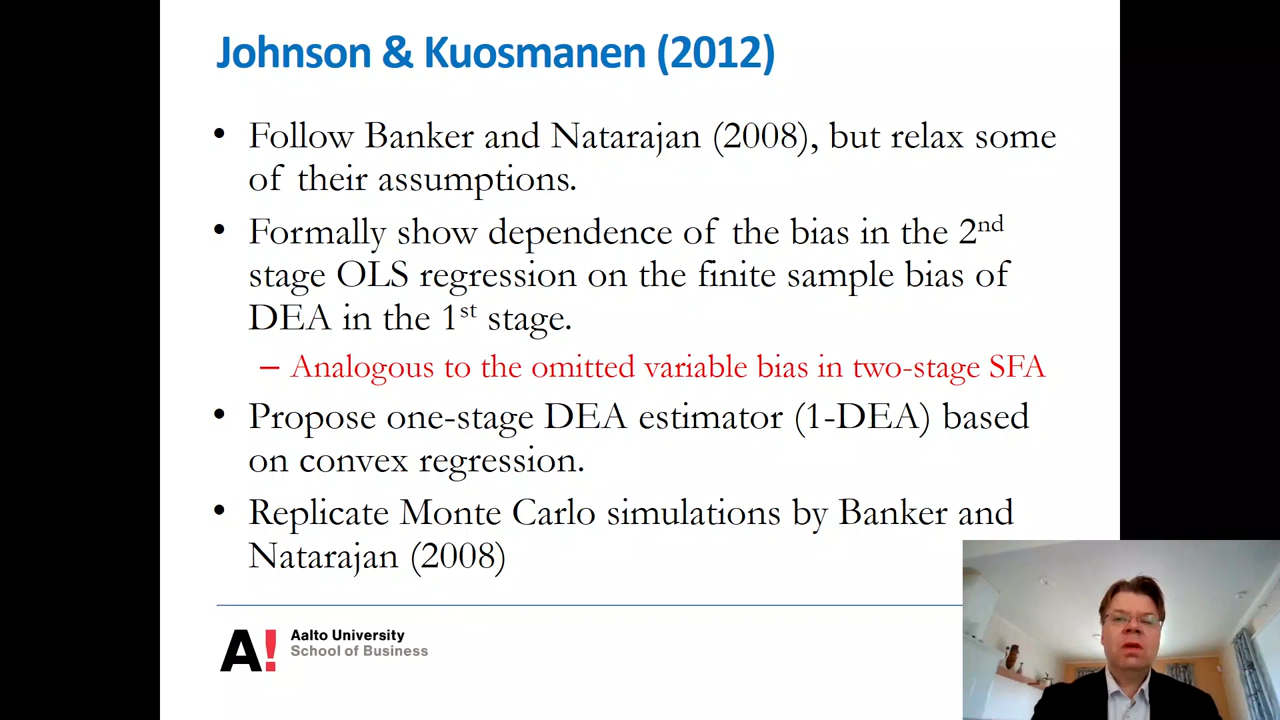 Johnson & Kuosmanen (2012)
• Follow Banker and Natarajan (2008), but relax some
of their assumptions.
• Formally show dependence of the bias in the 2nd
stage OLS regression on the finite sample bias of
DEA in the 1st stage.
– Analogous to the omitted variable bias in two-stage SFA
• Propose one-stage DEA estimator (1-DEA) based
on convex regression.
• Replicate Monte Carlo simulations by Banker and
Natarajan (2008)
A!
Aalto University
School of Business